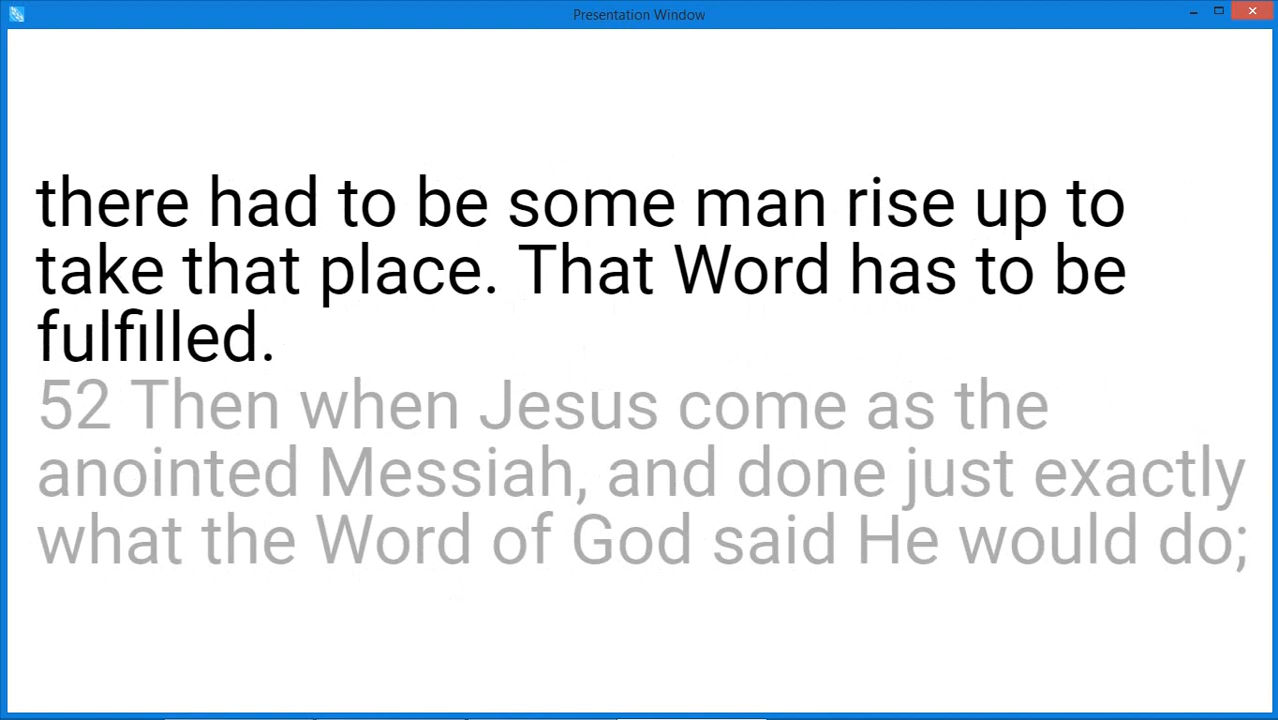 Presentation Window
there had to be some man rise up to
take that place. That Word has to be
fulfilled.
52 Then when Jesus come as the
anointed Messiah, and done just exactly
what the Word of God said He would do;